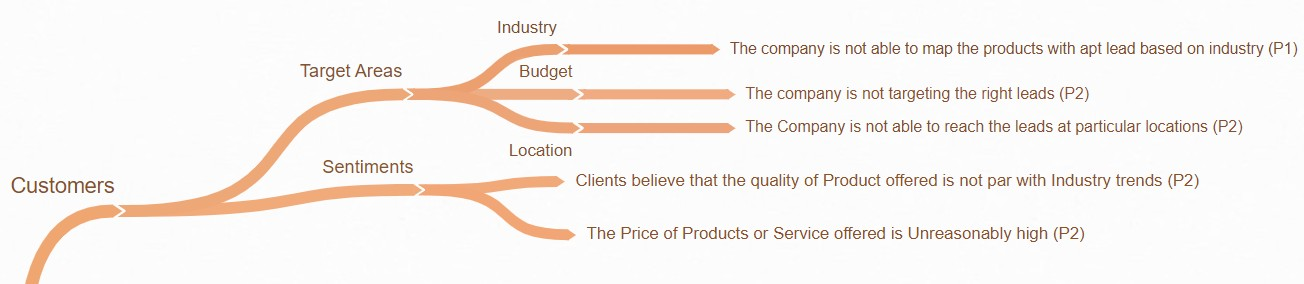 Industry
The company is not able to map the products with apt lead based on industry (P1)
Target Areas
Budget
The company is not targeting the right leads (P2)
The Company is not able to reach the leads at particular locations (P2)
Location
Sentiments
Customers
Clients believe that the quality of Product offered is not par with Industry trends (P2)
The Price of Products or Service offered is Unreasonably high (P2)